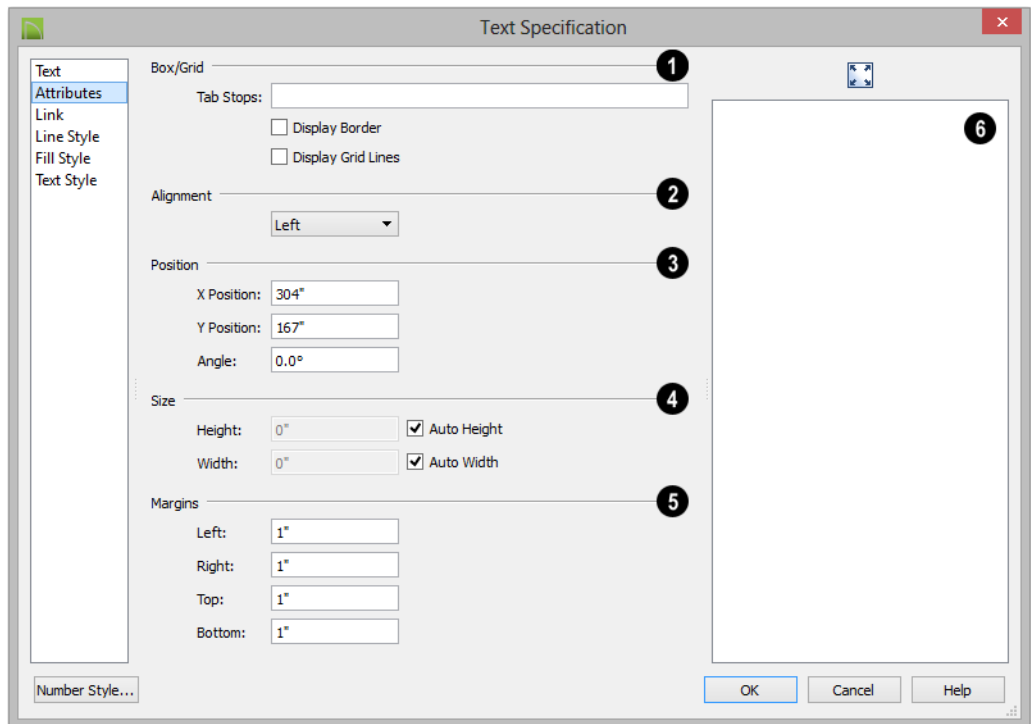 Text Specification
Text
Attributes
Link
Line Style
Fill Style
Text Style
Box/Grid 1
Tab Stops:
Display Border
Display Grid Lines
Alignment 2
Left
Position 3
X Position: 304"
Y Position: 167"
Angle: 0.0°
Size 4
Height: 0" Auto Height
Width: 0" Auto Width
Margins 5
Left: 1"
Right: 1"
Top: 1"
Bottom: 1"
6
Number Style...
OK Cancel Help